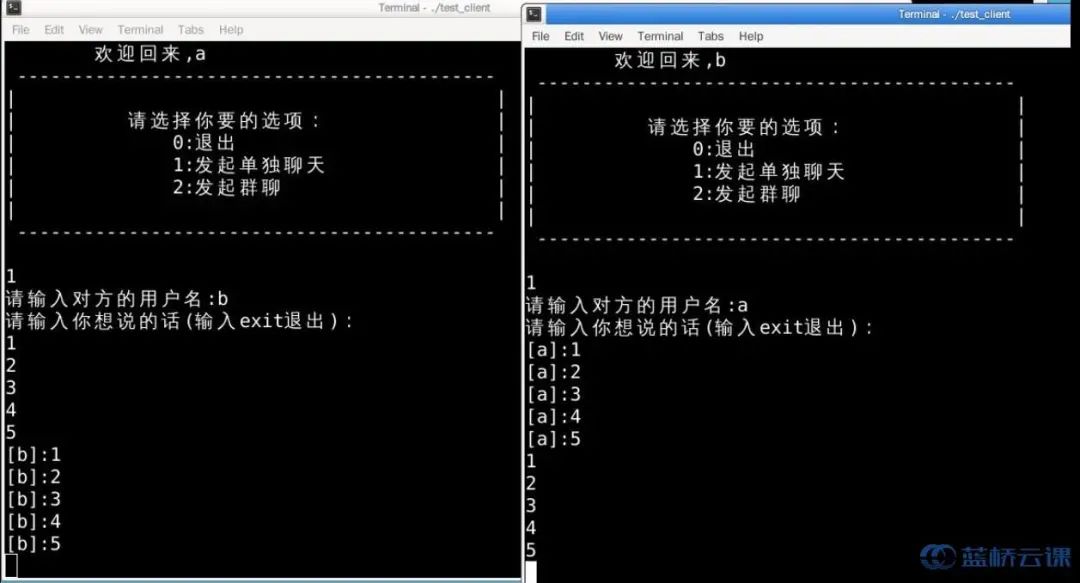 Terminal - ./test_client
File Edit View Terminal Tabs Help
欢迎回来,a
--------------------------------------------
| |
| 请选择你要的选项： |
| 0:退出 |
| 1:发起单独聊天 |
| 2:发起群聊 |
| |
--------------------------------------------
1
请输入对方的用户名:b
请输入你想说的话(输入exit退出)：
1
2
3
4
5
[b]:1
[b]:2
[b]:3
[b]:4
[b]:5
Terminal - ./test_client
File Edit View Terminal Tabs Help
欢迎回来,b
--------------------------------------------
| |
| 请选择你要的选项： |
| 0:退出 |
| 1:发起单独聊天 |
| 2:发起群聊 |
| |
--------------------------------------------
1
请输入对方的用户名:a
请输入你想说的话(输入exit退出)：
[a]:1
[a]:2
[a]:3
[a]:4
[a]:5
1
2
3
4
5
蓝桥云课